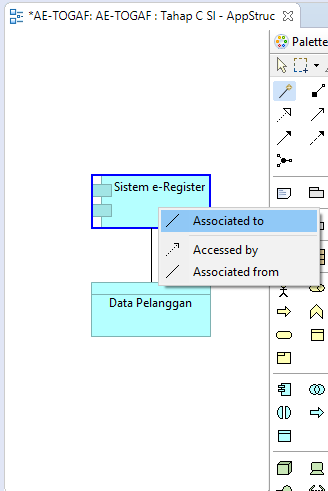 *AE-TOGAF: AE-TOGAF : Tahap C SI - AppStruc
Palette
Sistem e-Register
Associated to
Accessed by
Associated from
Data Pelanggan